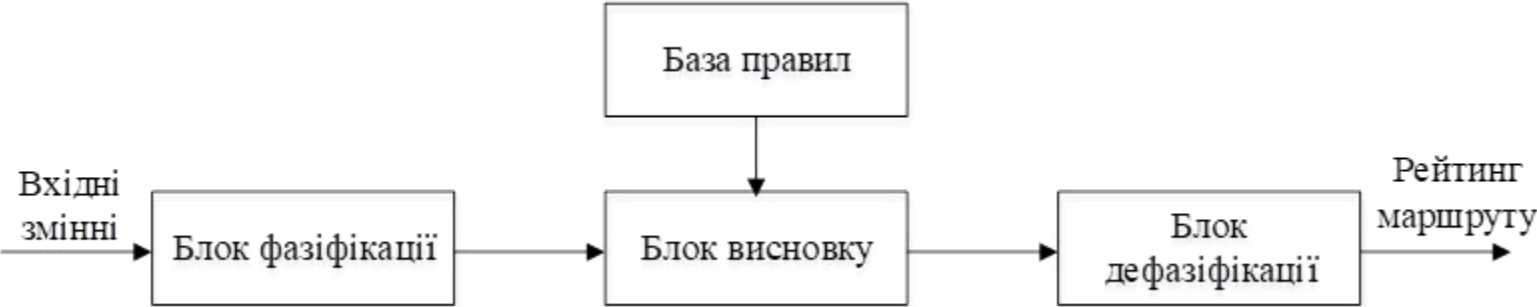 База правил
Вхідні
змінні
Блок фазіфікації
Блок висновку
Блок
дефазіфікації
Рейтинг
маршруту